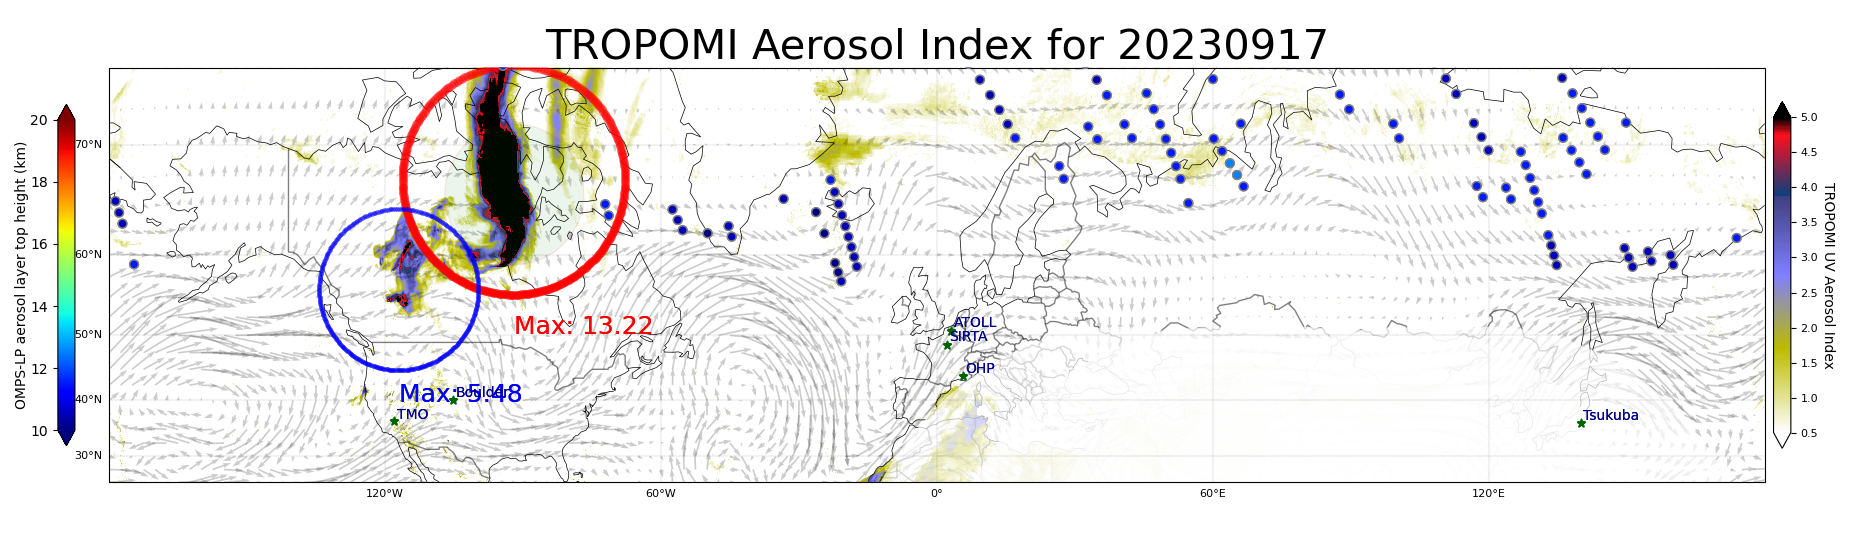 TROPOMI Aerosol Index for 20230917
OMPS-LP aerosol layer top height (km)
20
18
16
14
12
10
70°N
60°N
50°N
40°N
30°N
120°W
60°W
0°
60°E
120°E
Max: 13.22
Max: 5.48
Boulder
TMO
ATOLL
SIRTA
OHP
Tsukuba
5.0
4.5
4.0
3.5
3.0
2.5
2.0
1.5
1.0
0.5
TROPOMI UV Aerosol Index